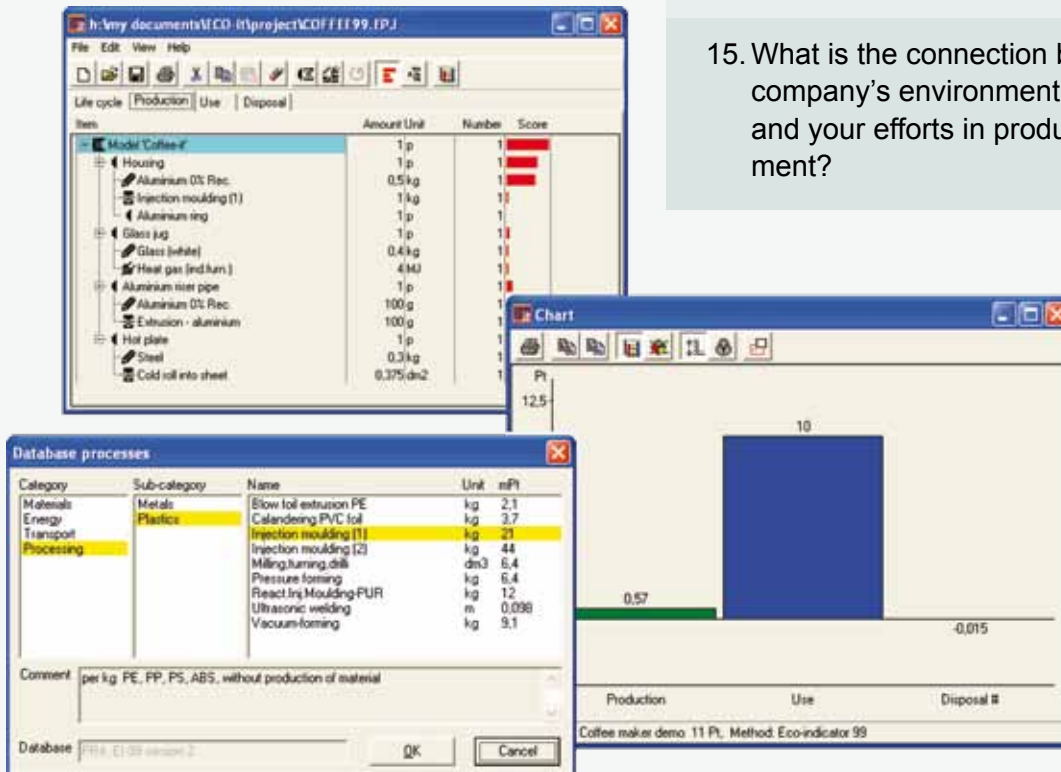 h:\my documents\ECO-it\project\COFFEE99.EPJ
File Edit View Help
Life cycle Production Use Disposal
Item Amount Unit Number Score
Model 'Coffee-it' 1 p 1
Housing 1 p 1
Aluminium 0% Rec. 0,5 kg 1
Injection moulding (1) 1 kg 1
Aluminium ring 1 p 1
Glass jug 1 p 1
Glass (white) 0,4 kg 1
Heat gas (ind.furn.) 4 MJ 1
Aluminium riser pipe 1 p 1
Aluminium 0% Rec. 100 g 1
Extrusion - aluminium 100 g 1
Hot plate 1 p 1
Steel 0,3 kg 1
Cold roll into sheet 0,375 dm2 1
15. What is the connection b
company's environment
and your efforts in produ
ment?
Chart
Pt
12,5
10
0,57
-0,015
Production Use Disposal #
Coffee maker demo 11 Pt, Method: Eco-indicator 99
Database processes
Category Sub-category Name Unit mPt
Materials Metals Blow foil extrusion PE kg 2,1
Energy Plastics Calandering PVC foil kg 3,7
Transport Injection moulding (1) kg 21
Processing Injection moulding (2) kg 44
Milling,turning,drilli dm3 6,4
Pressure forming kg 6,4
React.Inj.Moulding-PUR kg 12
Ultrasonic welding m 0,098
Vacuum-forming kg 9,1
Comment per kg PE, PP, PS, ABS, without production of material
Database EI-99 version 2
OK Cancel